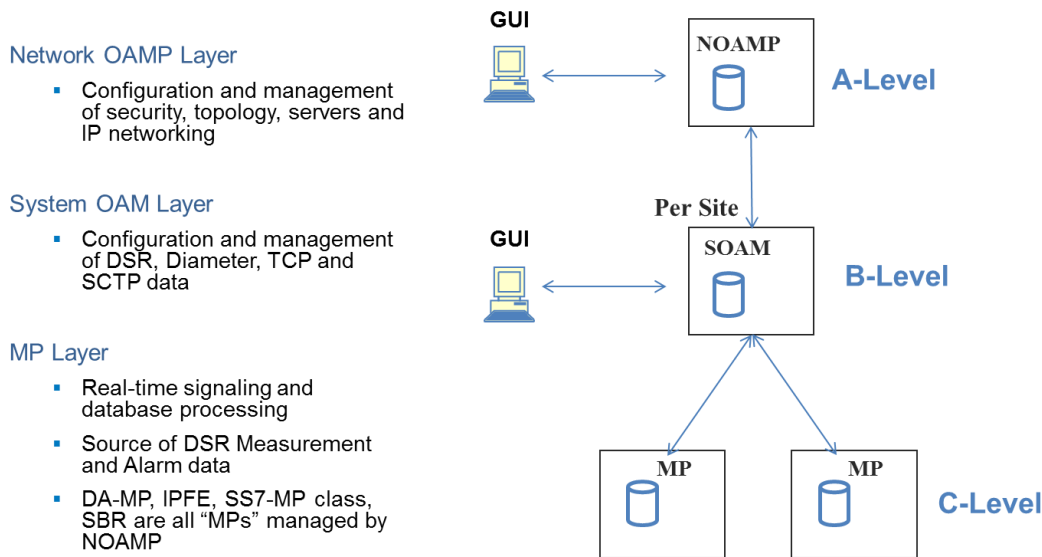 Network OAMP Layer
▪ Configuration and management
of security, topology, servers and
IP networking
System OAM Layer
▪ Configuration and management
of DSR, Diameter, TCP and
SCTP data
MP Layer
▪ Real-time signaling and
database processing
▪ Source of DSR Measurement
and Alarm data
▪ DA-MP, IPFE, SS7-MP class,
SBR are all “MPs” managed by
NOAMP
GUI
NOAMP
A-Level
Per Site
GUI
SOAM
B-Level
MP
MP
C-Level